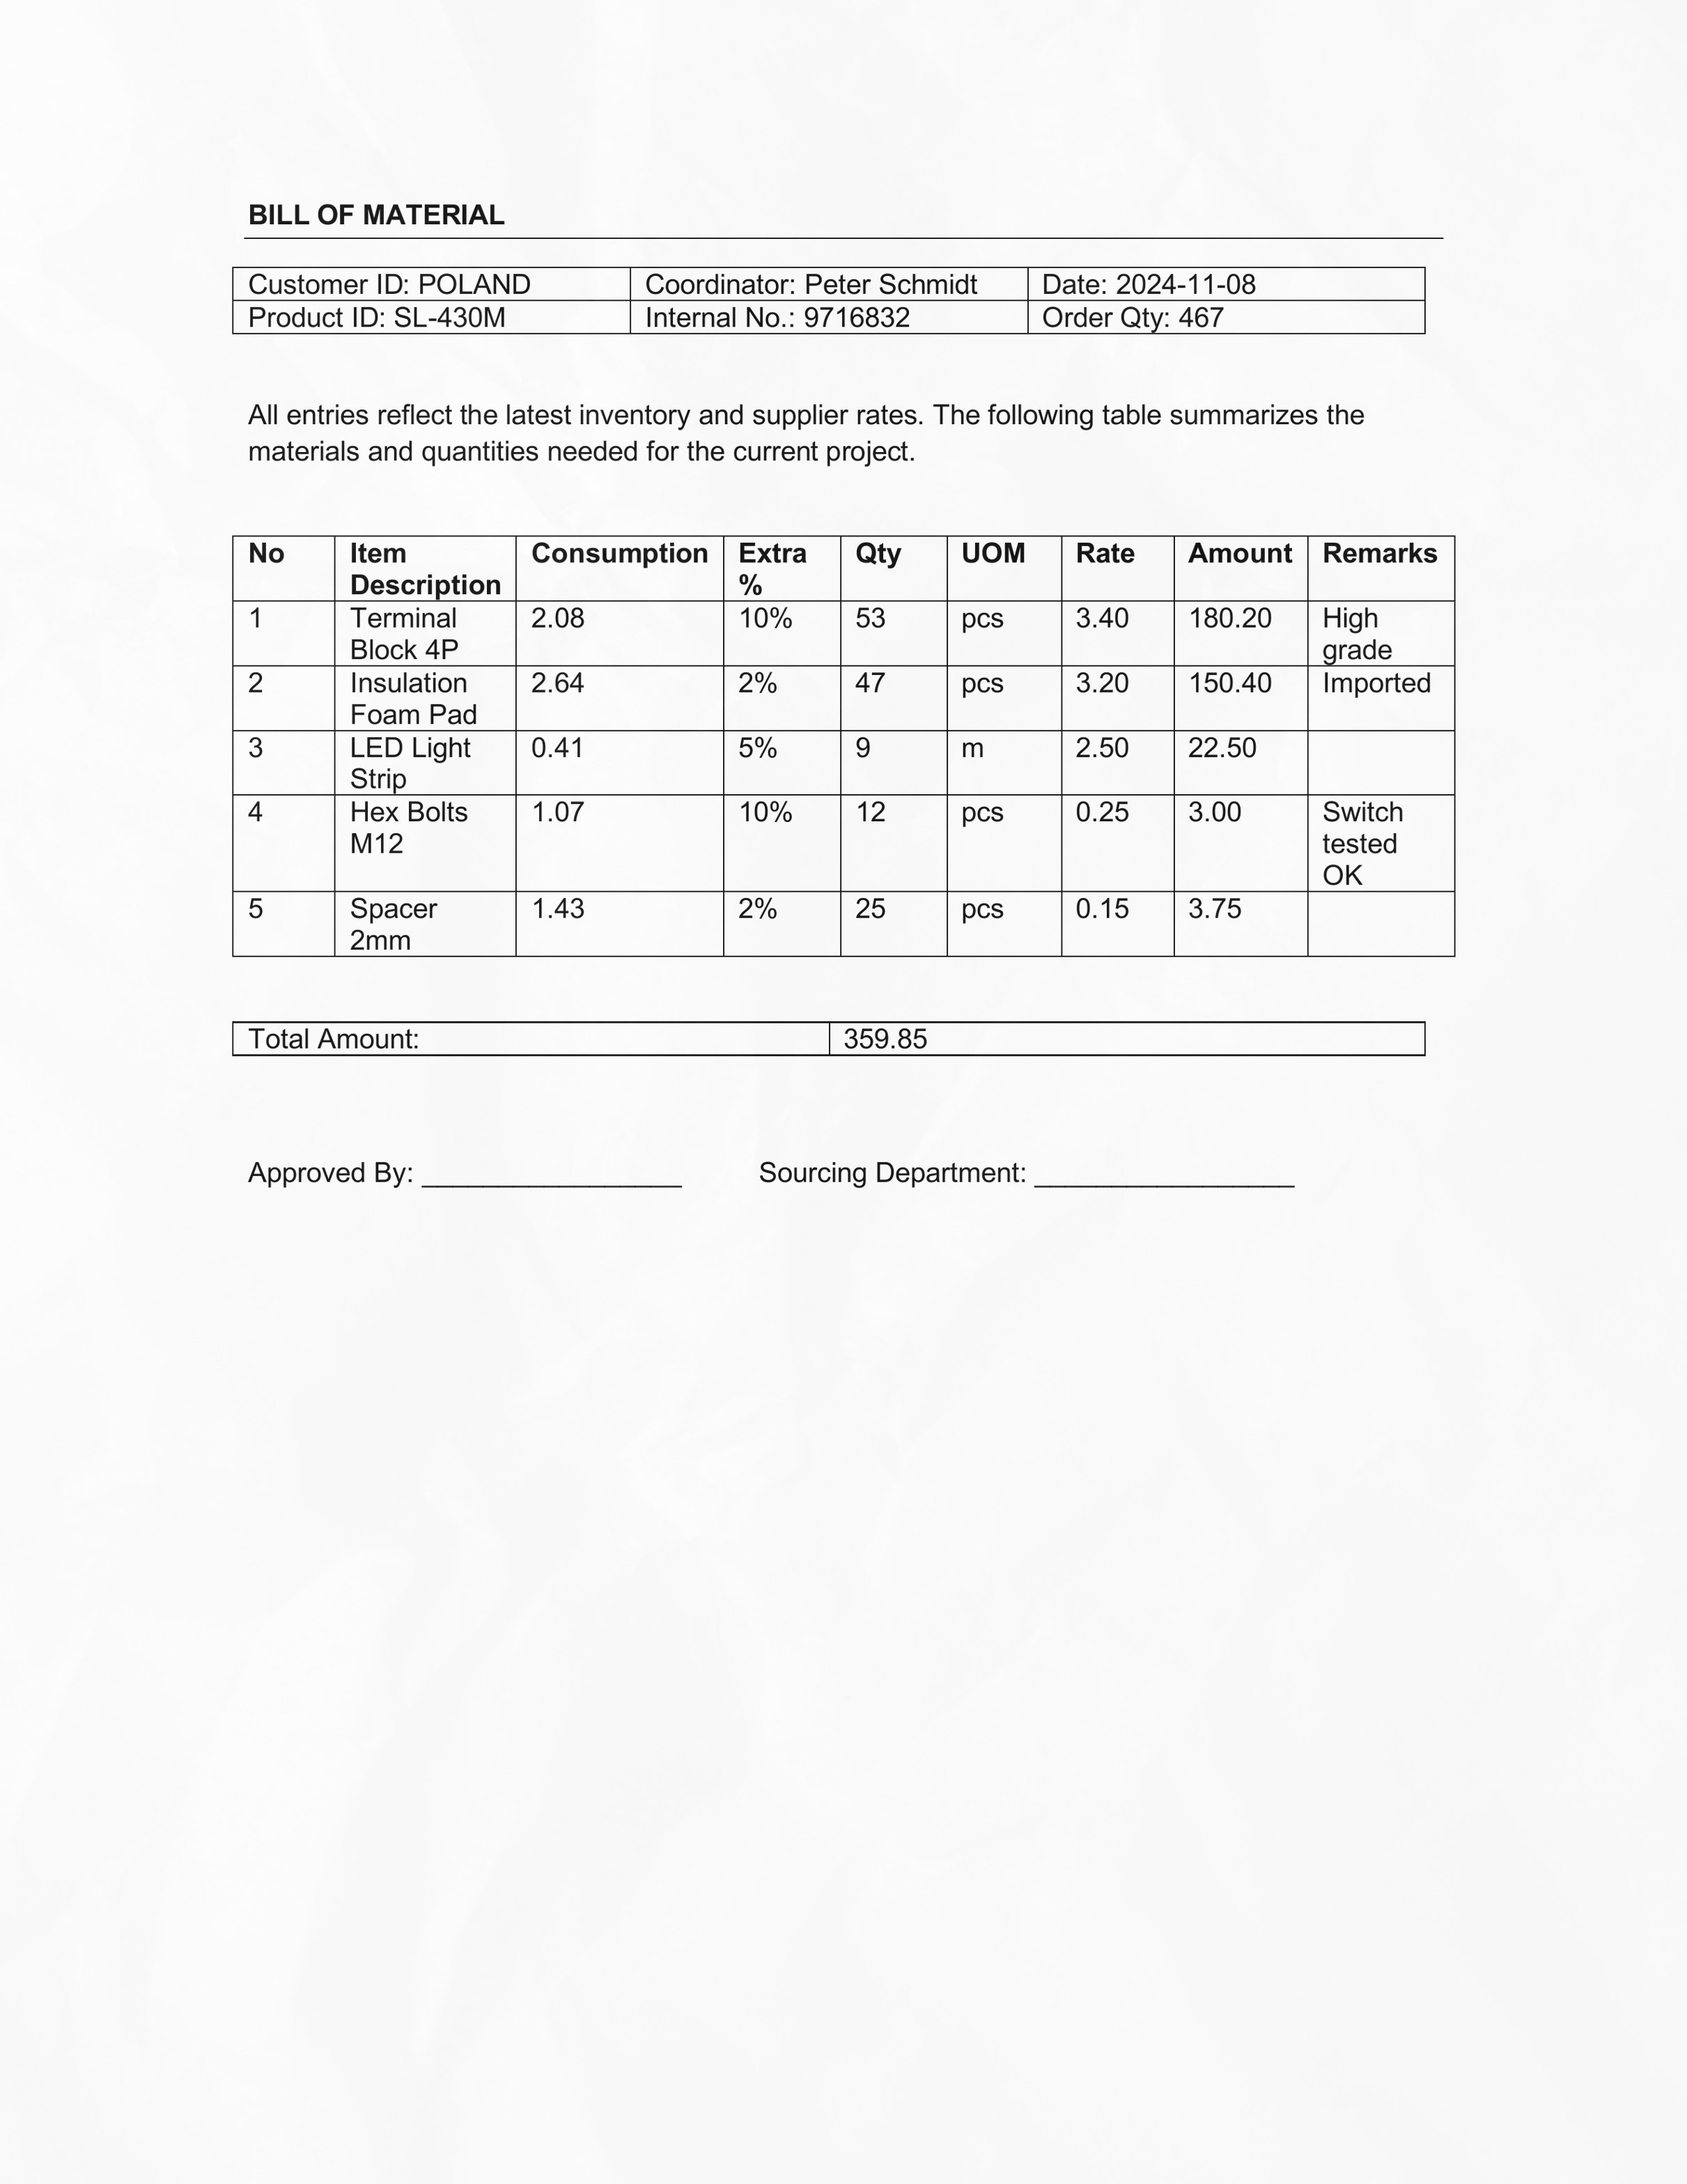 BILL OF MATERIAL
Customer ID: POLAND Coordinator: Peter Schmidt Date: 2024-11-08
Product ID: SL-430M Internal No.: 9716832 Order Qty: 467
All entries reflect the latest inventory and supplier rates. The following table summarizes the
materials and quantities needed for the current project.
No Item Description Consumption Extra % Qty UOM Rate Amount Remarks
1 Terminal Block 4P 2.08 10% 53 pcs 3.40 180.20 High grade
2 Insulation Foam Pad 2.64 2% 47 pcs 3.20 150.40 Imported
3 LED Light Strip 0.41 5% 9 m 2.50 22.50
4 Hex Bolts M12 1.07 10% 12 pcs 0.25 3.00 Switch tested OK
5 Spacer 2mm 1.43 2% 25 pcs 0.15 3.75
Total Amount: 359.85
Approved By: _________________ Sourcing Department: _________________